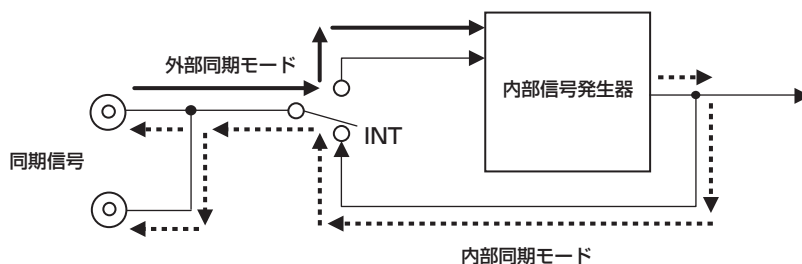 外部同期モード
内部信号発生器
INT
同期信号
内部同期モード